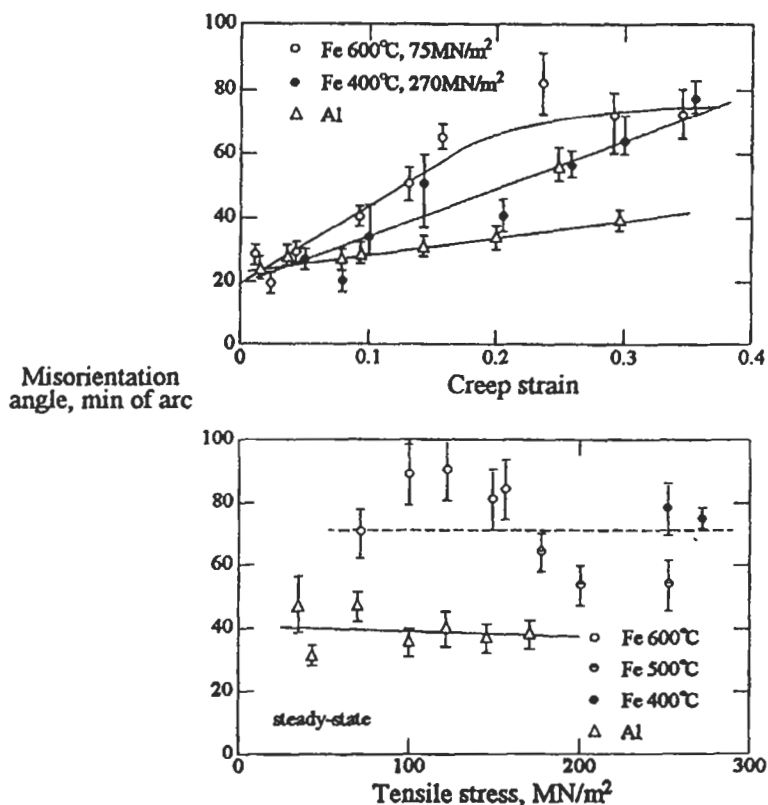 100
80
60
40
20
0
Fe 600℃, 75MN/m²
Fe 400℃, 270MN/m²
Al
0 0.1 0.2 0.3 0.4
Creep strain
Misorientation
angle, min of arc
100
80
60
40
20
0
Fe 600℃
Fe 500℃
Fe 400℃
Al
steady-state
0 100 200 300
Tensile stress, MN/m²